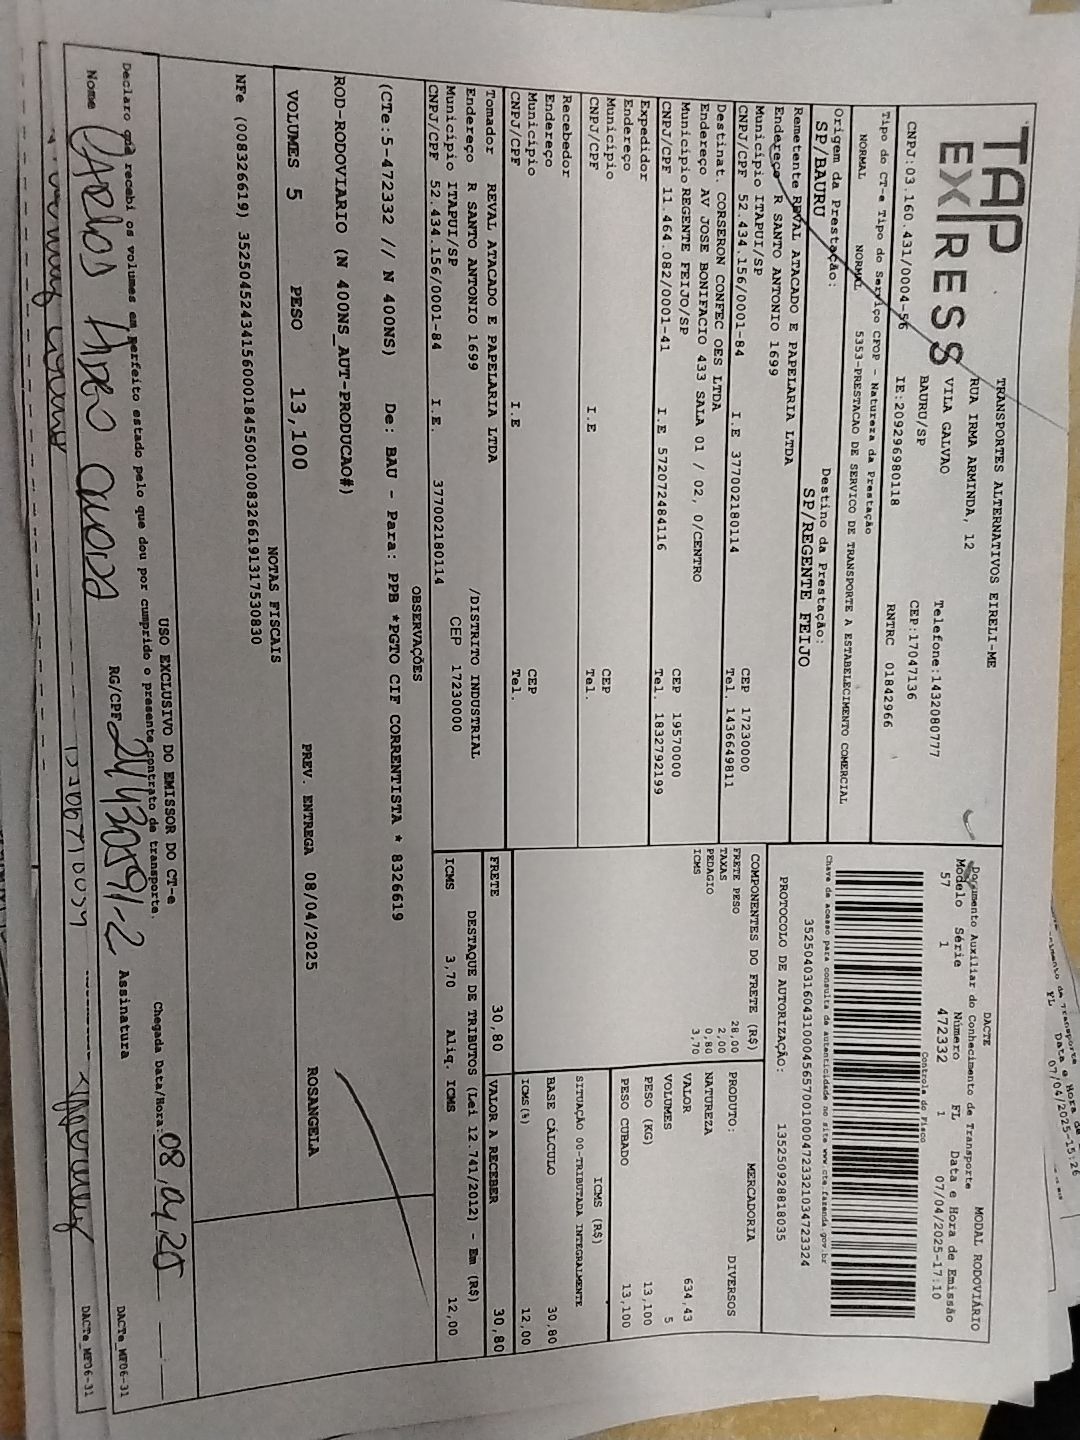 TAP
EXPRESS
TRANSPORTES ALTERNATIVOS EIRELI-ME
RUA IRMA ARMINDA, 12
VILA GALVAO
BAURU/SP
Telefone:1432080777
CEP:17047136
CNPJ:03.160.431/0004-56 IE:209296980118 RNTRC 01842966
Tipo do CT-e Tipo do Serviço CFOP - Natureza da Prestação
NORMAL NORMAL 5353-PRESTACAO DE SERVICO DE TRANSPORTE A ESTABELECIMENTO COMERCIAL
Origem da Prestação: Destino da Prestação:
SP/BAURU SP/REGENTE FEIJO
Remetente REVAL ATACADO E PAPELARIA LTDA
Endereço R SANTO ANTONIO 1699
Município ITAPUI/SP CEP 17230000
CNPJ/CPF 52.434.156/0001-84 I.E 377002180114 Tel. 1436649811
Destinat. CORSERON CONFEC OES LTDA
Endereço AV JOSE BONIFACIO 433 SALA 01 / 02, 0/CENTRO
Município REGENTE FEIJO/SP CEP 19570000
CNPJ/CPF 11.464.082/0001-41 I.E 572072484116 Tel. 18327921​99
Expedidor
Endereço
Município CEP
CNPJ/CPF I.E Tel.
Recebedor
Endereço
Município CEP
CNPJ/CPF I.E Tel.
Tomador REVAL ATACADO E PAPELARIA LTDA
Endereço R SANTO ANTONIO 1699 /DISTRITO INDUSTRIAL
Município ITAPUI/SP CEP 17230000
CNPJ/CPF 52.434.156/0001-84 I.E. 377002180114
DACTE MODAL RODOVIÁRIO
Documento Auxiliar do Conhecimento de Transporte
Modelo Série Número FL Data e Hora de Emissão
57 1 472332 1 07/04/2025-17:10
Controle do Fisco
Chave de acesso para consulta de autenticidade no site www.cte.fazenda.gov.br
35250403160431000456570010004723321034723324
PROTOCOLO DE AUTORIZAÇÃO: 135250928818035
COMPONENTES DO FRETE (R$)
FRETE PESO 28,00
TAXAS 2,00
PEDAGIO 0,80
ICMS 3,70
PRODUTO: MERCADORIA
NATUREZA DIVERSOS
VALOR 634,43
VOLUMES 5
PESO (KG) 13,100
PESO CUBADO 13,100
ICMS (R$)
SITUAÇÃO 00-TRIBUTADA INTEGRALMENTE
BASE CÁLCULO 30,80
ICMS(%) 12,00
FRETE 30,80 VALOR A RECEBER 30,80
DESTAQUE DE TRIBUTOS (Lei 12.741/2012) - Em (R$)
ICMS 3,70 Aliq. ICMS 12,00
OBSERVAÇÕES
(CTe:5-472332 // N 400NS) De: BAU - Para: PPB *PGTO CIF CORRENTISTA * 8326619
ROD-RODOVIARIO (N 400NS_AUT-PRODUCAO#)
VOLUMES 5 PESO 13,100 PREV. ENTREGA 08/04/2025 ROSANGELA
NOTAS FISCAIS
NFe (008326619) 35250452434156000184550010083266191317530830
USO EXCLUSIVO DO EMISSOR DO CT-e
Declaro que recebi os volumes em perfeito estado pelo que dou por cumprido o presente contrato de transporte.
Chegada Data/Hora: 08/04/25
Nome RG/CPF 24430591-2 Assinatura
DACTe_MF06-31
DACTe_MF06-31
FL Data e Hora de
07/04/2025-15:26